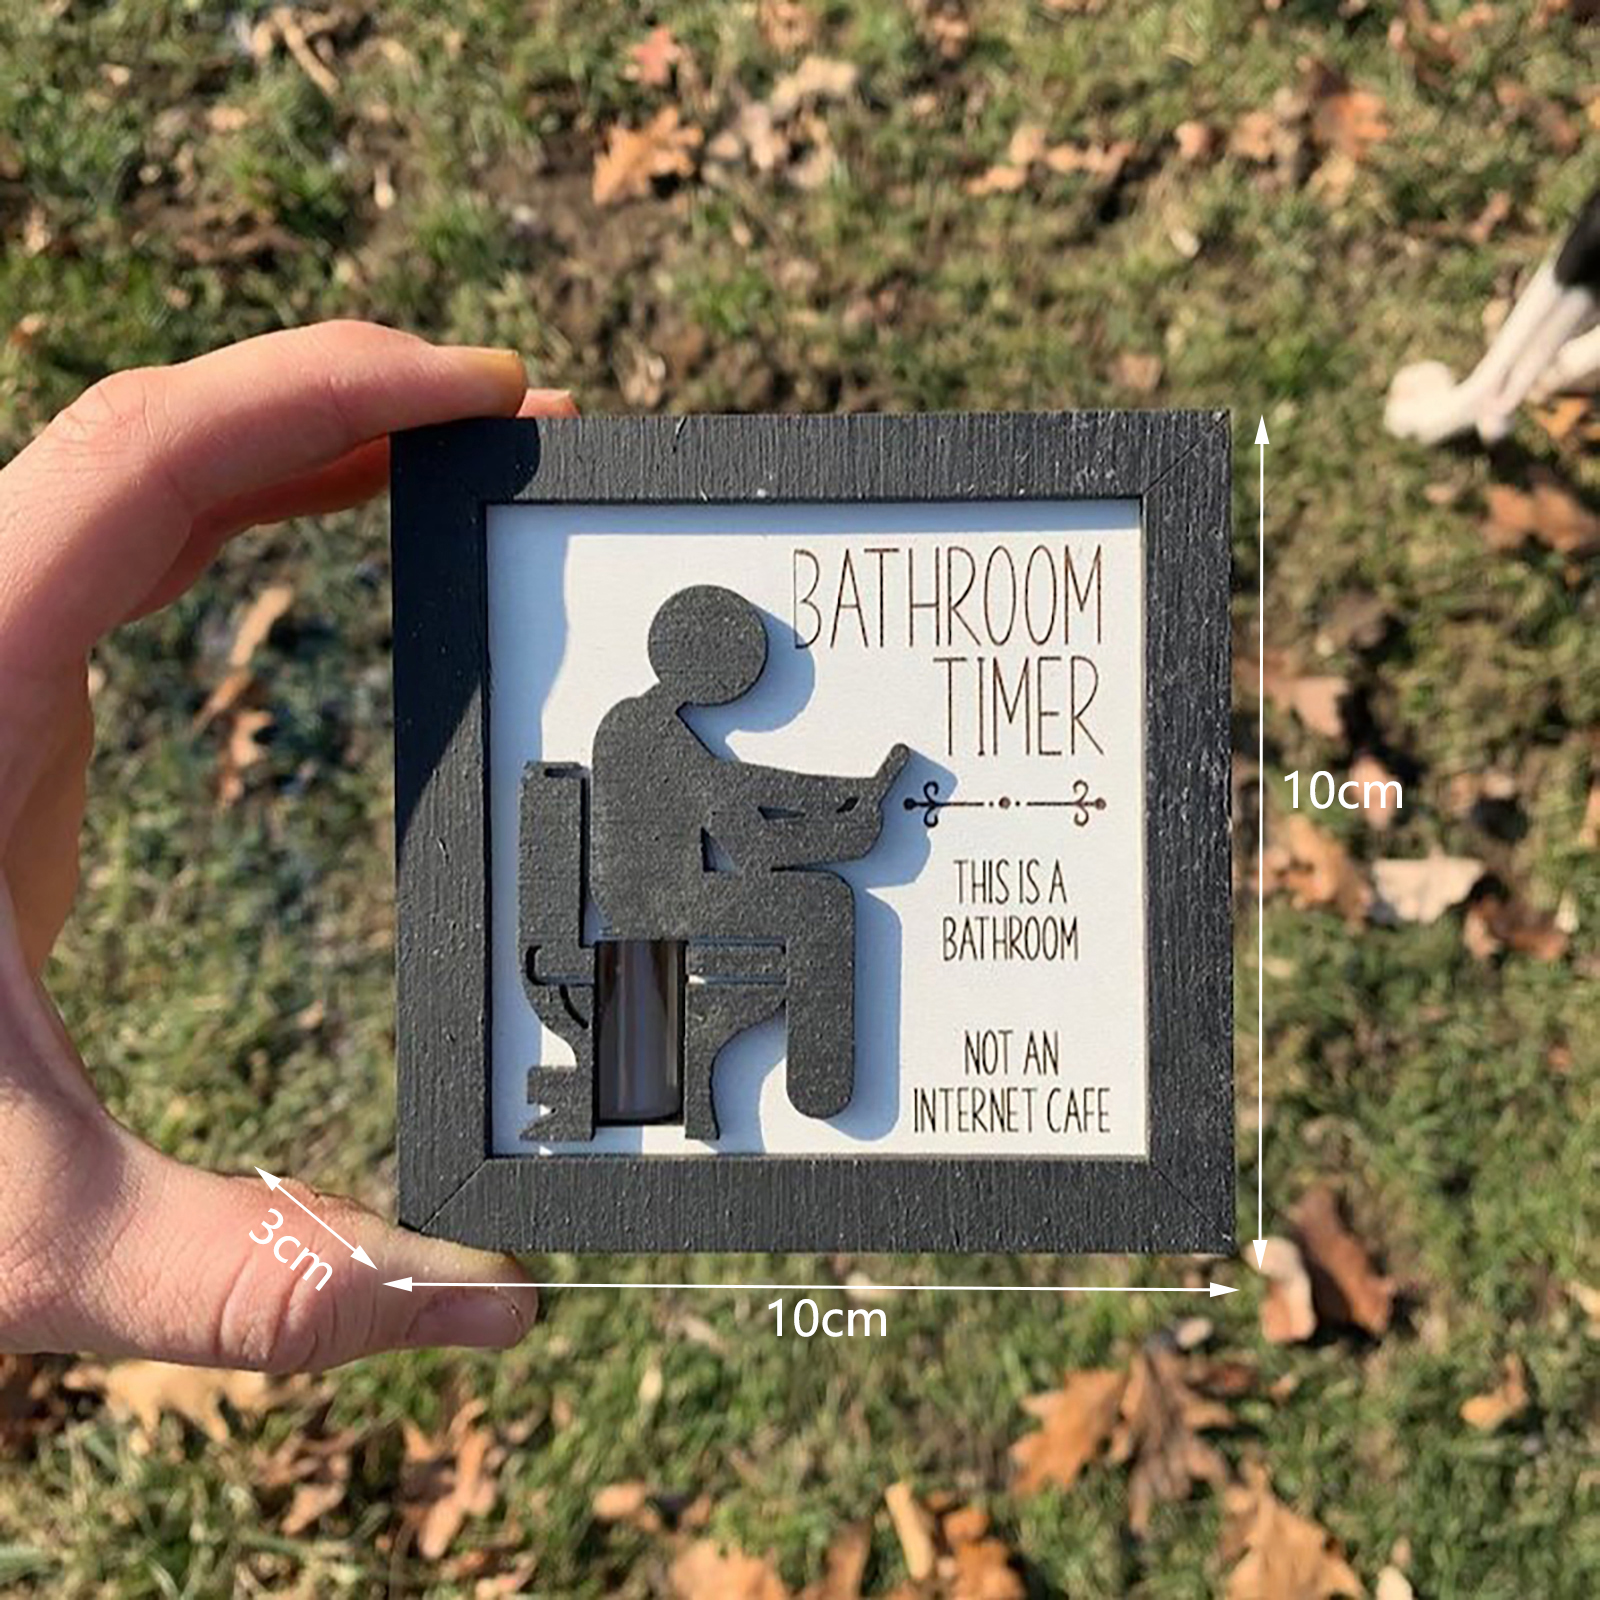 BATHROOM
TIMER
THIS IS A
BATHROOM
NOT AN
INTERNET CAFE
10cm
3cm
10cm